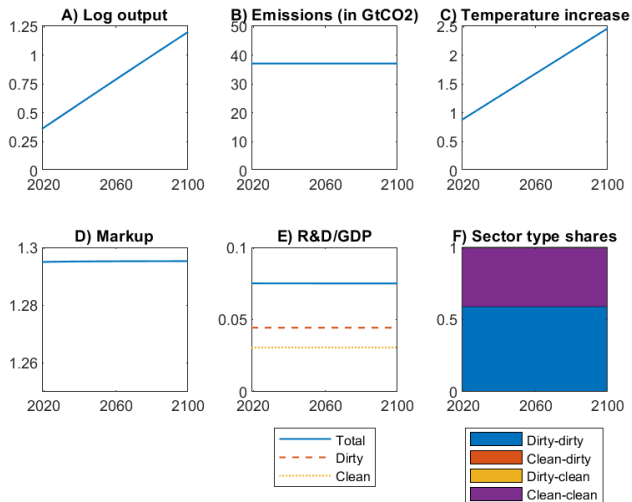 A) Log output
1.25
1
0.75
0.5
0.25
0
2020 2060 2100
B) Emissions (in GtCO2)
50
40
30
20
10
0
2020 2060 2100
C) Temperature increase
2.5
2
1.5
1
0.5
0
2020 2060 2100
D) Markup
1.3
1.28
1.26
2020 2060 2100
E) R&D/GDP
0.1
0.05
0
2020 2060 2100
Total
Dirty
Clean
F) Sector type shares
1
0.5
0
2020 2060 2100
Dirty-dirty
Clean-dirty
Dirty-clean
Clean-clean